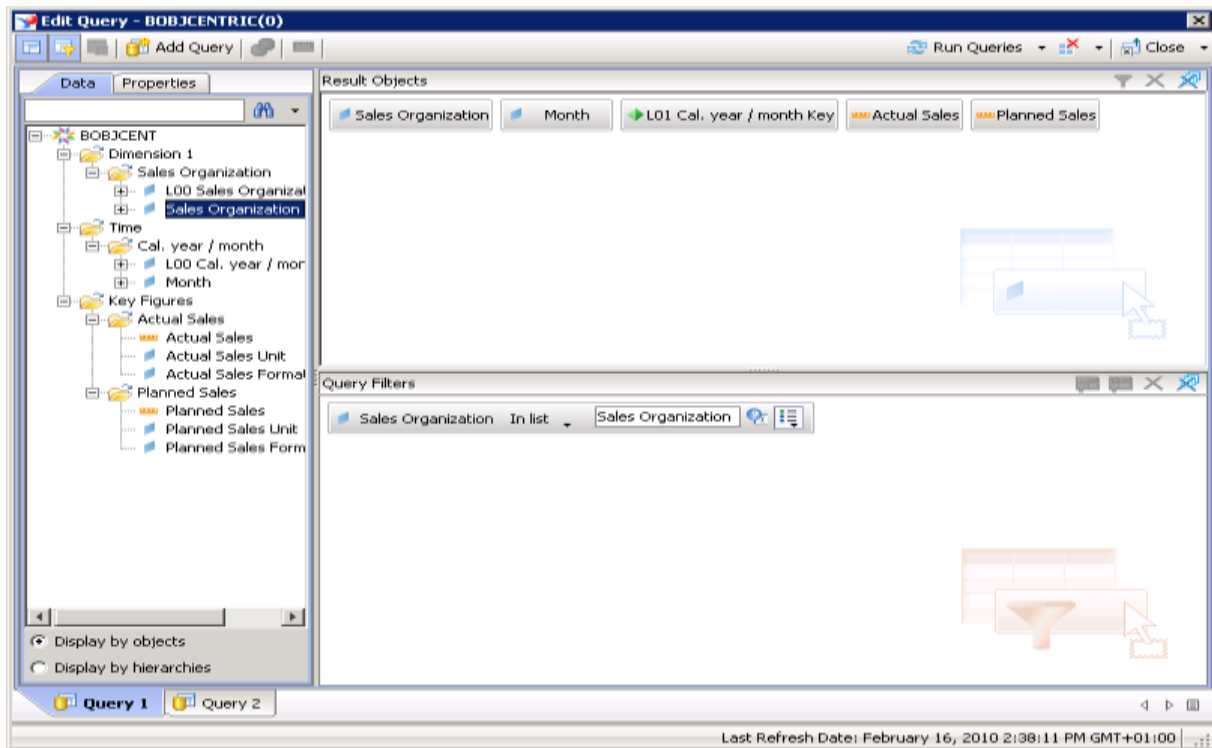 Edit Query - BOBJCENTRIC(0)
Add Query
Run Queries
Close
Data
Properties
BOBJCENT
Dimension 1
Sales Organization
L00 Sales Organizat
Sales Organization
Time
Cal. year / month
L00 Cal. year / mon
Month
Key Figures
Actual Sales
Actual Sales
Actual Sales Unit
Actual Sales Format
Planned Sales
Planned Sales
Planned Sales Unit
Planned Sales Form
Display by objects
Display by hierarchies
Result Objects
Sales Organization Month L01 Cal. year / month Key Actual Sales Planned Sales
Query Filters
Sales Organization In list Sales Organization
Query 1 Query 2
Last Refresh Date: February 16, 2010 2:38:11 PM GMT+01:00